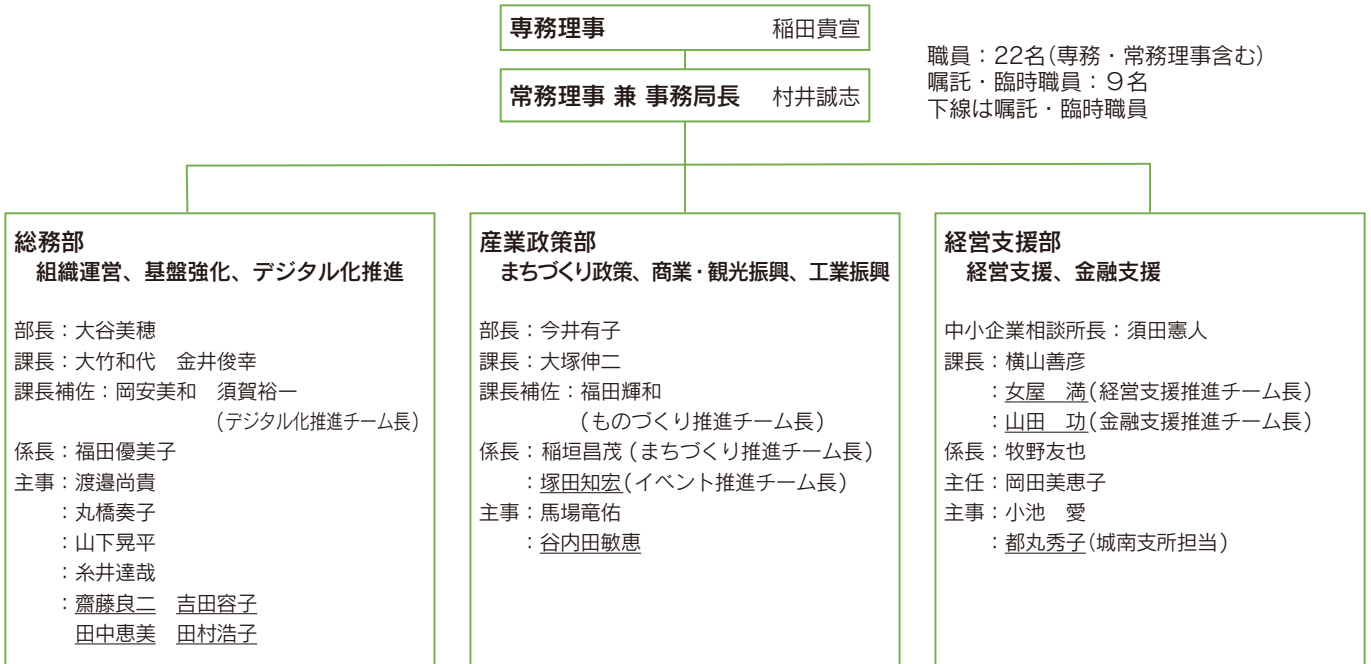 専務理事　稲田貴宣
常務理事 兼 事務局長　村井誠志
職員：22名(専務・常務理事含む)
嘱託・臨時職員：９名
下線は嘱託・臨時職員
総務部
組織運営、基盤強化、デジタル化推進
部長：大谷美穂
課長：大竹和代　金井俊幸
課長補佐：岡安美和　須賀裕一
(デジタル化推進チーム長)
係長：福田優美子
主事：渡邉尚貴
：丸橋奏子
：山下晃平
：糸井達哉
：齋藤良二　吉田容子
田中恵美　田村浩子
産業政策部
まちづくり政策、商業・観光振興、工業振興
部長：今井有子
課長：大塚伸二
課長補佐：福田輝和
(ものづくり推進チーム長)
係長：稲垣昌茂(まちづくり推進チーム長)
：塚田知宏(イベント推進チーム長)
主事：馬場竜佑
：谷内田敏恵
経営支援部
経営支援、金融支援
中小企業相談所長：須田憲人
課長：横山善彦
：女屋　満(経営支援推進チーム長)
：山田　功(金融支援推進チーム長)
係長：牧野友也
主任：岡田美恵子
主事：小池　愛
：都丸秀子(城南支所担当)